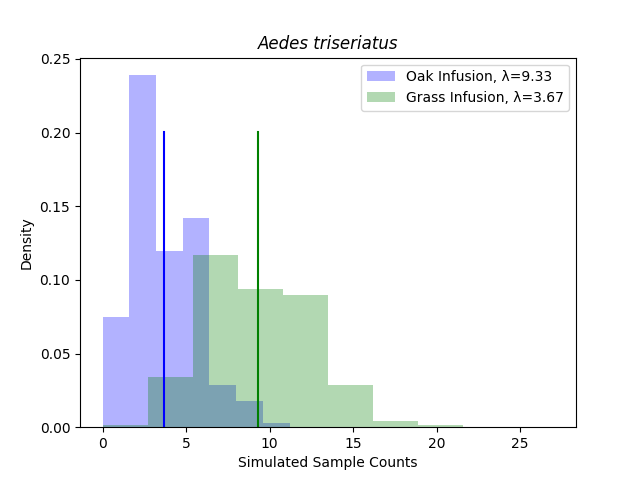 Aedes triseriatus
Oak Infusion, λ=9.33
Grass Infusion, λ=3.67
0.25
0.20
0.15
0.10
0.05
0.00
Density
0 5 10 15 20 25
Simulated Sample Counts